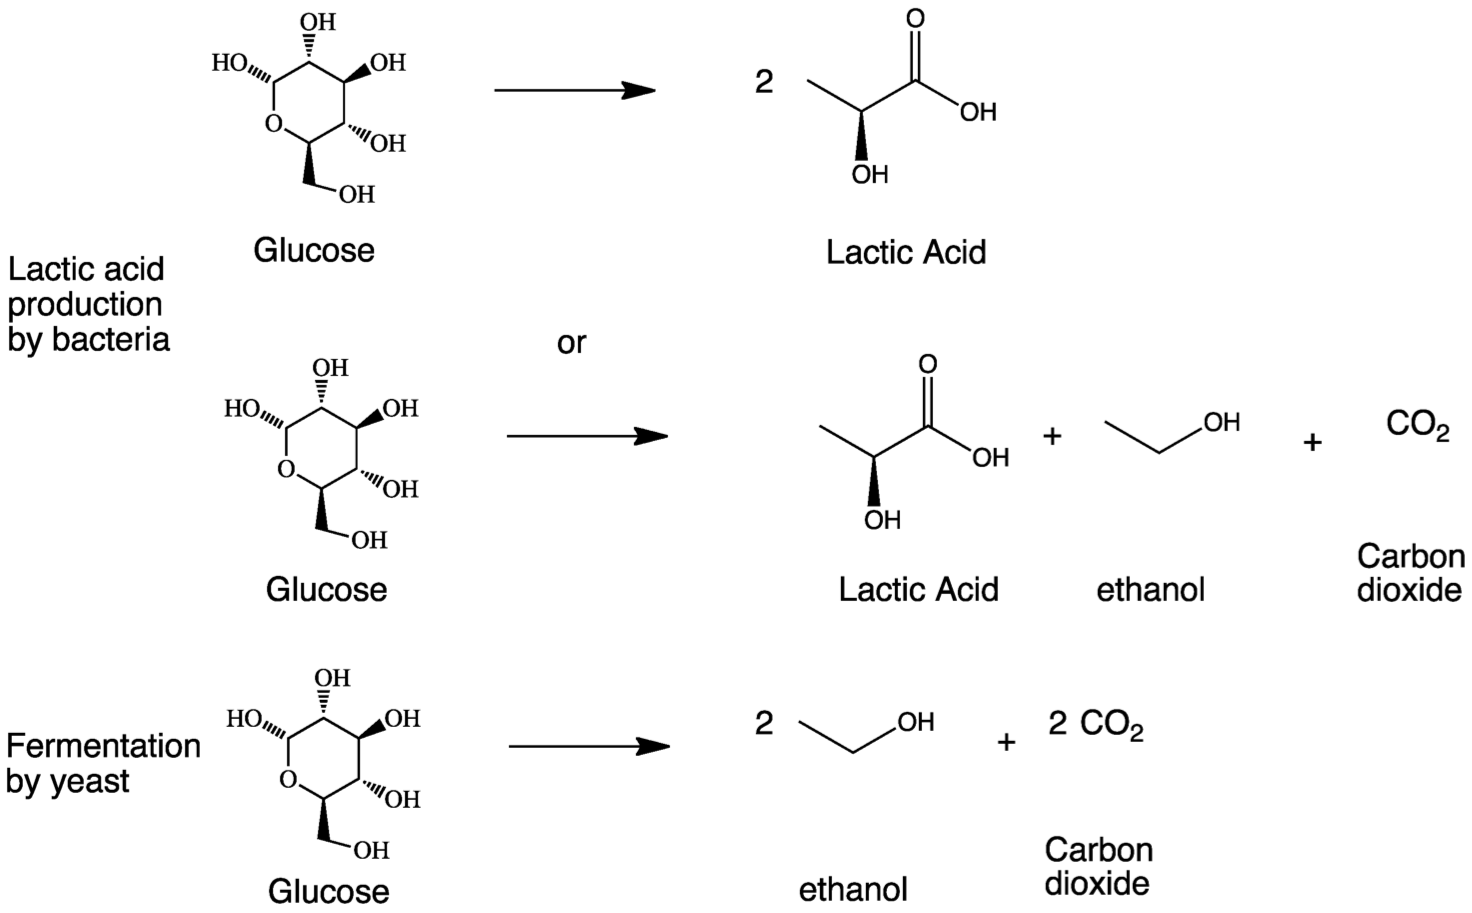 OH
HO
OH
O
OH
OH
Glucose
2
O
OH
OH
Lactic Acid
Lactic acid
production
by bacteria
or
OH
HO
OH
O
OH
OH
Glucose
O
OH
OH
Lactic Acid
+
OH
ethanol
+
CO2
Carbon
dioxide
Fermentation
by yeast
OH
HO
OH
O
OH
OH
Glucose
2
OH
ethanol
+
2 CO2
Carbon
dioxide